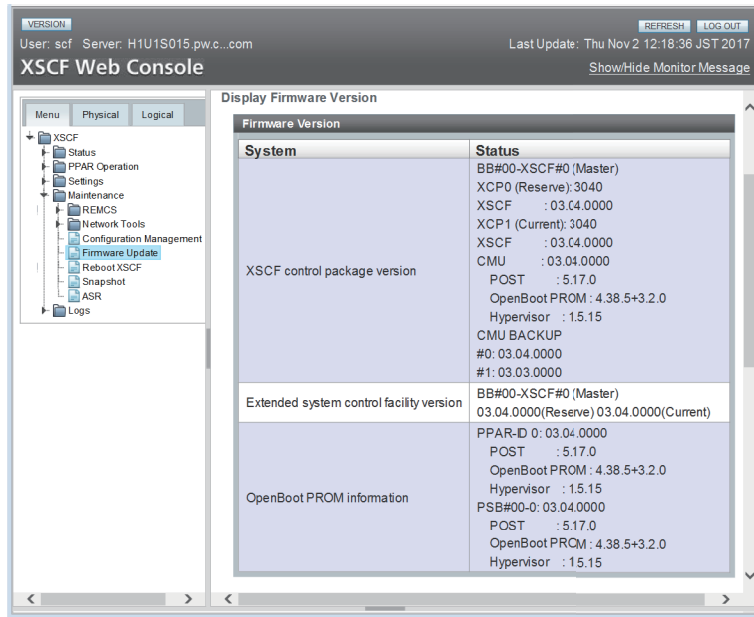 VERSION
REFRESH LOG OUT
User: scf Server: H1U1S015.pw.c...com
Last Update: Thu Nov 2 12:18:36 JST 2017
XSCF Web Console
Show/Hide Monitor Message
Menu Physical Logical
XSCF
Status
PPAR Operation
Settings
Maintenance
REMCS
Network Tools
Configuration Management
Firmware Update
Reboot XSCF
Snapshot
ASR
Logs
Display Firmware Version
Firmware Version
System Status
XSCF control package version
BB#00-XSCF#0 (Master)
XCP0 (Reserve): 3040
XSCF : 03.04.0000
XCP1 (Current): 3040
XSCF : 03.04.0000
CMU : 03.04.0000
POST : 5.17.0
OpenBoot PROM : 4.38.5+3.2.0
Hypervisor : 1.5.15
CMU BACKUP
#0: 03.04.0000
#1: 03.03.0000
Extended system control facility version
BB#00-XSCF#0 (Master)
03.04.0000(Reserve) 03.04.0000(Current)
OpenBoot PROM information
PPAR-ID 0: 03.04.0000
POST : 5.17.0
OpenBoot PROM : 4.38.5+3.2.0
Hypervisor : 1.5.15
PSB#00-0: 03.04.0000
POST : 5.17.0
OpenBoot PROM : 4.38.5+3.2.0
Hypervisor : 1.5.15